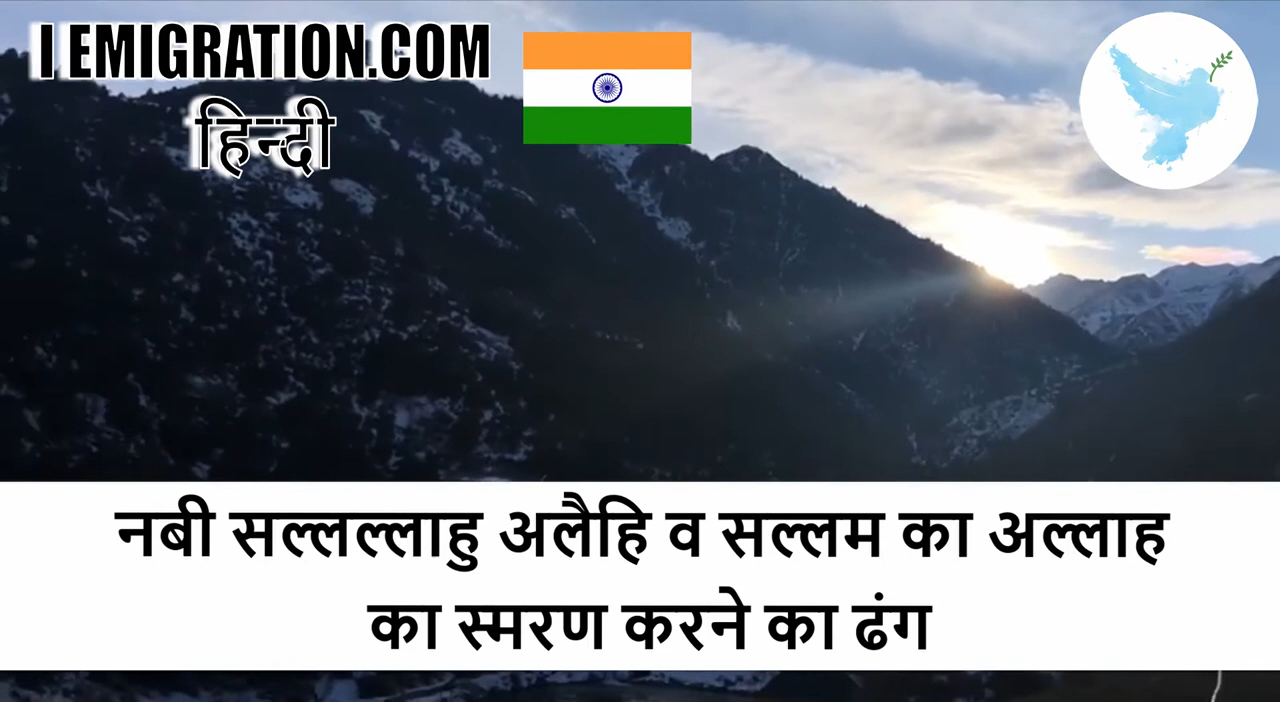 I EMIGRATION.COM
हिन्दी
नबी सल्लल्लाहु अलैहि व सल्लम का अल्लाह
का स्मरण करने का ढंग